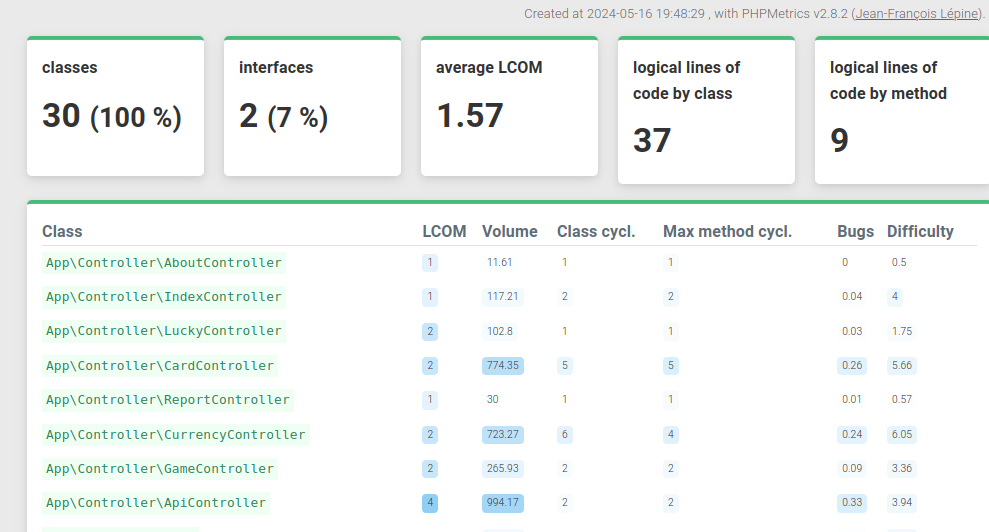 Created at 2024-05-16 19:48:29 , with PHPMetrics v2.8.2 (Jean-François Lépine).
classes
30 (100 %)
interfaces
2 (7 %)
average LCOM
1.57
logical lines of
code by class
37
logical lines of
code by method
9
Class LCOM Volume Class cycl. Max method cycl. Bugs Difficulty
App\Controller\AboutController 1 11.61 1 1 0 0.5
App\Controller\IndexController 1 117.21 2 2 0.04 4
App\Controller\LuckyController 2 102.8 1 1 0.03 1.75
App\Controller\CardController 2 774.35 5 5 0.26 5.66
App\Controller\ReportController 1 30 1 1 0.01 0.57
App\Controller\CurrencyController 2 723.27 6 4 0.24 6.05
App\Controller\GameController 2 265.93 2 2 0.09 3.36
App\Controller\ApiController 4 994.17 2 2 0.33 3.94